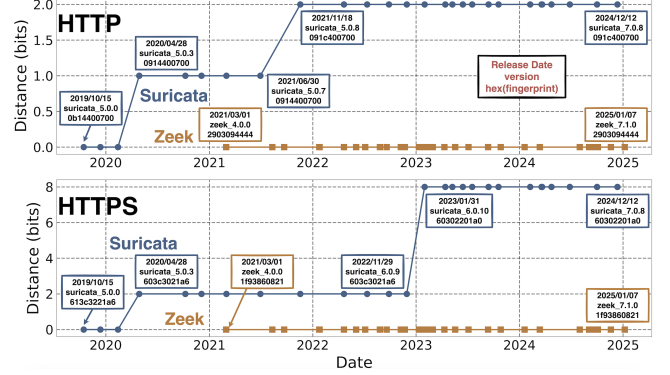 HTTP
Distance (bits)
2.0
1.5
1.0
0.5
0.0
2019/10/15
suricata_5.0.0
0b14400700
2020/04/28
suricata_5.0.3
0914400700
Suricata
Zeek
2021/03/01
zeek_4.0.0
2903094444
2021/06/30
suricata_5.0.7
0914400700
2021/11/18
suricata_5.0.8
091c400700
Release Date
version
hex(fingerprint)
2024/12/12
suricata_7.0.8
091c400700
2025/01/07
zeek_7.1.0
2903094444
2020
2021
2022
2023
2024
2025
HTTPS
Distance (bits)
8
6
4
2
0
Suricata
2019/10/15
suricata_5.0.0
613c3221a6
2020/04/28
suricata_5.0.3
603c3021a6
Zeek
2021/03/01
zeek_4.0.0
1f93860821
2022/11/29
suricata_6.0.9
603c3021a6
2023/01/31
suricata_6.0.10
60302201a0
2024/12/12
suricata_7.0.8
60302201a0
2025/01/07
zeek_7.1.0
1f93860821
2020
2021
2022
2023
2024
2025
Date